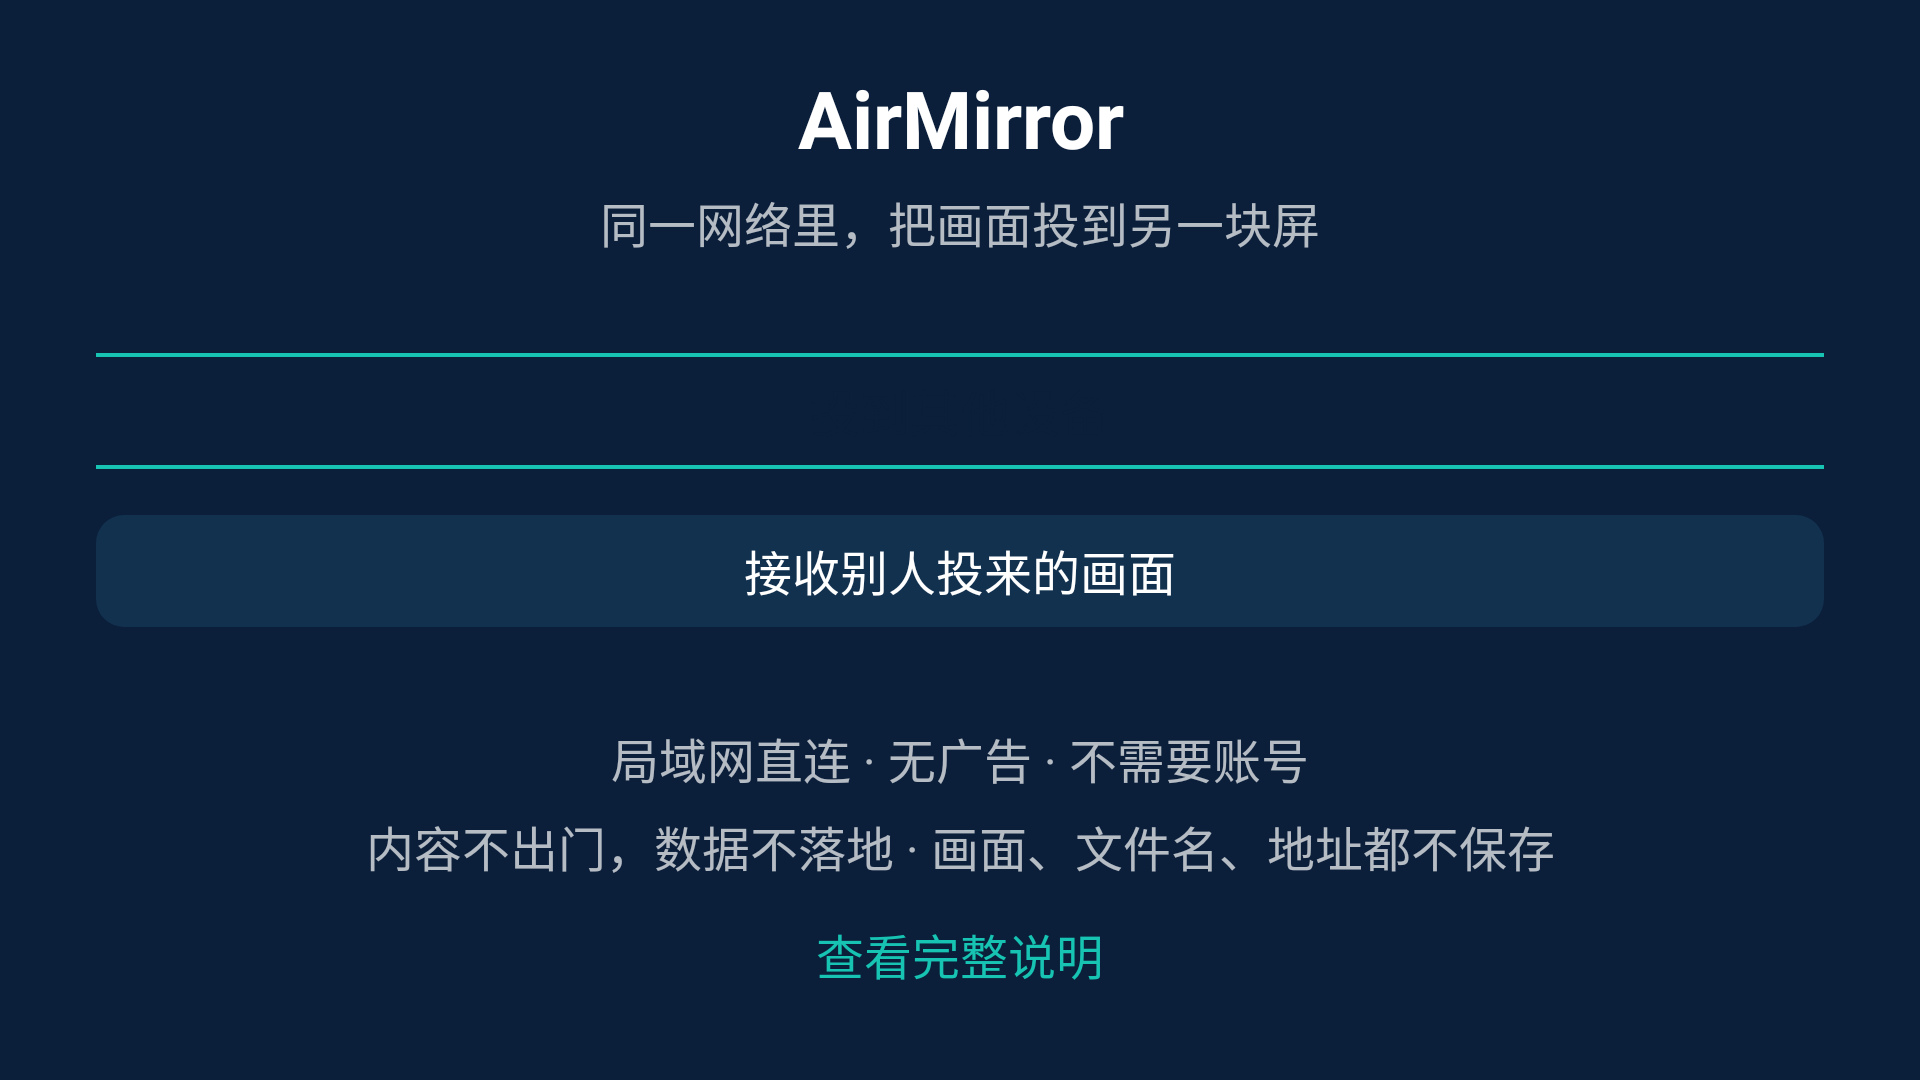 AirMirror
同一网络里，把画面投到另一块屏
接收别人投来的画面
局域网直连 · 无广告 · 不需要账号
内容不出门，数据不落地 · 画面、文件名、地址都不保存
查看完整说明